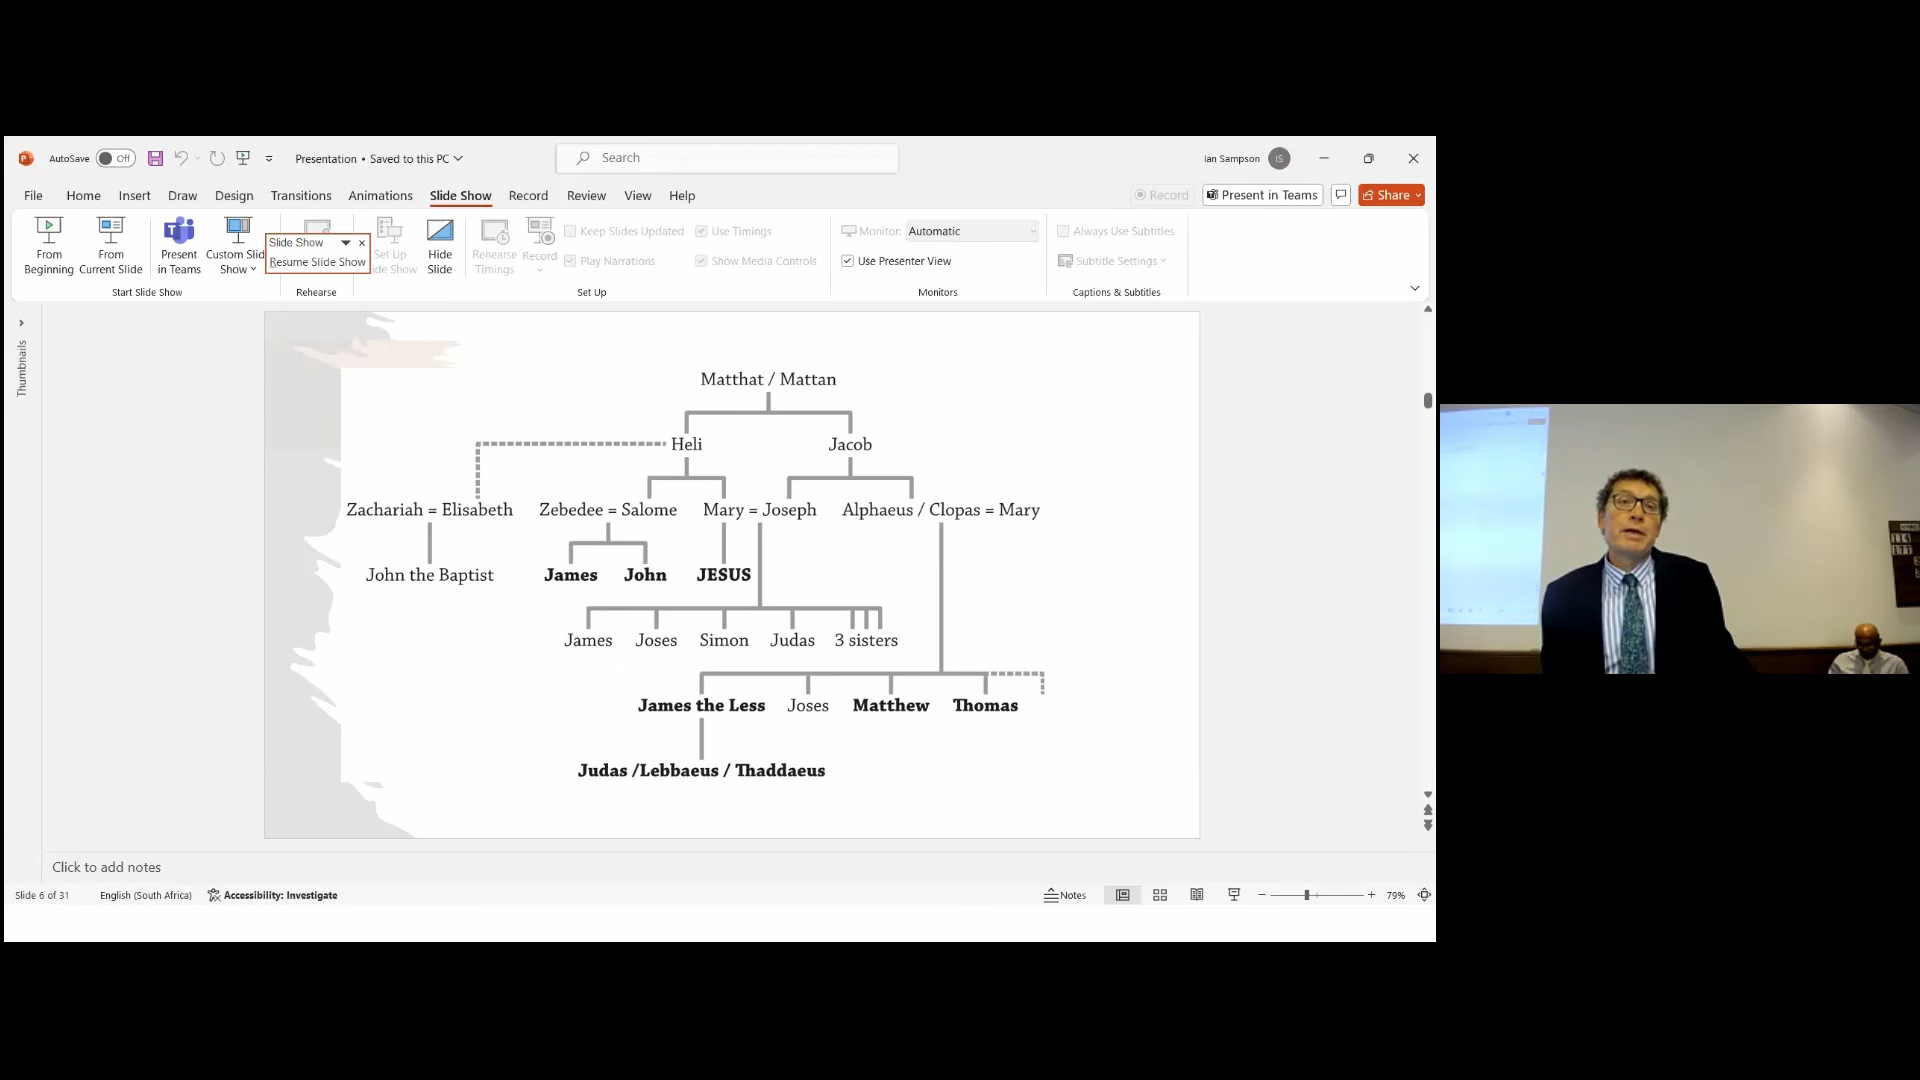 AutoSave Off Presentation • Saved to this PC Search Ian Sampson IS
File Home Insert Draw Design Transitions Animations Slide Show Record Review View Help Record Present in Teams Share
From Beginning
From Current Slide
Present in Teams
Custom Slid Show
Slide Show
Resume Slide Show
Set Up ide Show
Hide Slide
Rehearse Timings
Record
Keep Slides Updated
Use Timings
Play Narrations
Show Media Controls
Monitor: Automatic
Use Presenter View
Always Use Subtitles
Subtitle Settings
Start Slide Show Rehearse Set Up Monitors Captions & Subtitles
Thumbnails
Matthat / Mattan
Heli Jacob
Zachariah = Elisabeth Zebedee = Salome Mary = Joseph Alphaeus / Clopas = Mary
John the Baptist James John JESUS
James Joses Simon Judas 3 sisters
James the Less Joses Matthew Thomas
Judas /Lebbaeus / Thaddaeus
Click to add notes
Slide 6 of 31 English (South Africa) Accessibility: Investigate Notes 79%
114